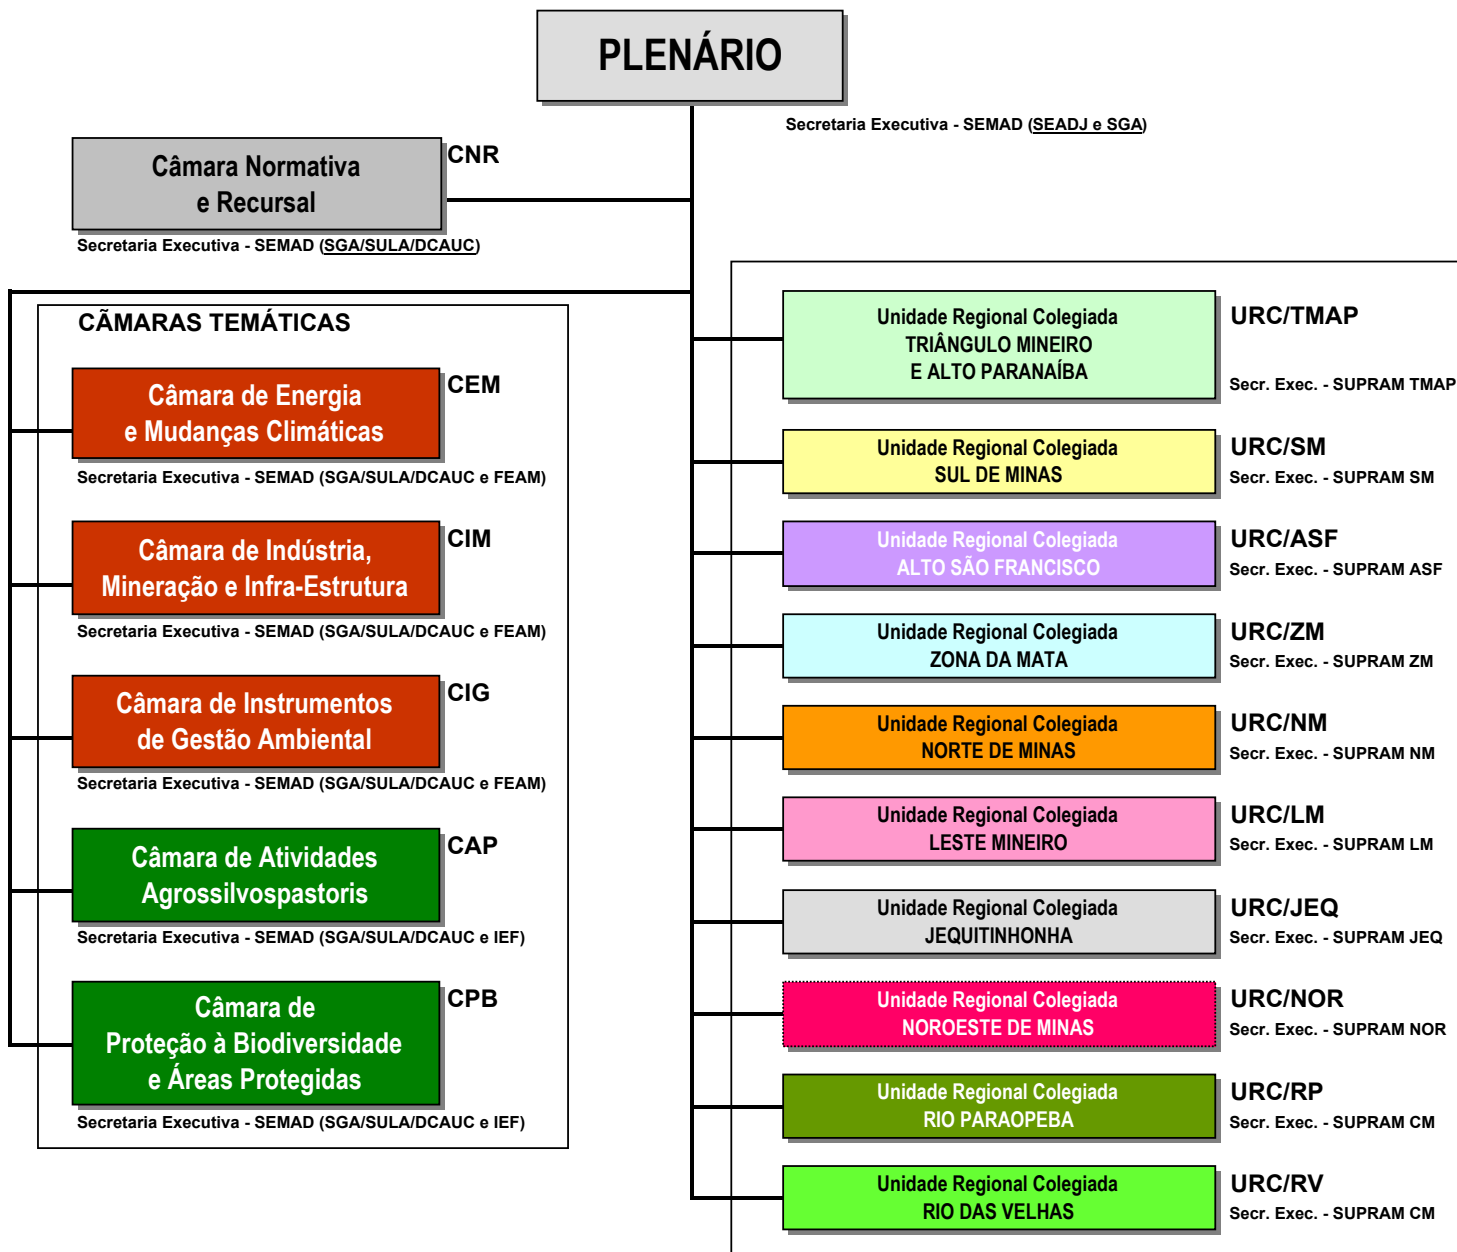 PLENÁRIO
Secretaria Executiva - SEMAD (SEADJ e SGA)
Câmara Normativa
e Recursal
CNR
Secretaria Executiva - SEMAD (SGA/SULA/DCAUC)
CÃMARAS TEMÁTICAS
Câmara de Energia
e Mudanças Climáticas
CEM
Secretaria Executiva - SEMAD (SGA/SULA/DCAUC e FEAM)
Câmara de Indústria,
Mineração e Infra-Estrutura
CIM
Secretaria Executiva - SEMAD (SGA/SULA/DCAUC e FEAM)
Câmara de Instrumentos
de Gestão Ambiental
CIG
Secretaria Executiva - SEMAD (SGA/SULA/DCAUC e FEAM)
Câmara de Atividades
Agrossilvospastoris
CAP
Secretaria Executiva - SEMAD (SGA/SULA/DCAUC e IEF)
Câmara de
Proteção à Biodiversidade
e Áreas Protegidas
CPB
Secretaria Executiva - SEMAD (SGA/SULA/DCAUC e IEF)
Unidade Regional Colegiada
TRIÂNGULO MINEIRO
E ALTO PARANAÍBA
URC/TMAP
Secr. Exec. - SUPRAM TMAP
Unidade Regional Colegiada
SUL DE MINAS
URC/SM
Secr. Exec. - SUPRAM SM
Unidade Regional Colegiada
ALTO SÃO FRANCISCO
URC/ASF
Secr. Exec. - SUPRAM ASF
Unidade Regional Colegiada
ZONA DA MATA
URC/ZM
Secr. Exec. - SUPRAM ZM
Unidade Regional Colegiada
NORTE DE MINAS
URC/NM
Secr. Exec. - SUPRAM NM
Unidade Regional Colegiada
LESTE MINEIRO
URC/LM
Secr. Exec. - SUPRAM LM
Unidade Regional Colegiada
JEQUITINHONHA
URC/JEQ
Secr. Exec. - SUPRAM JEQ
Unidade Regional Colegiada
NOROESTE DE MINAS
URC/NOR
Secr. Exec. - SUPRAM NOR
Unidade Regional Colegiada
RIO PARAOPEBA
URC/RP
Secr. Exec. - SUPRAM CM
Unidade Regional Colegiada
RIO DAS VELHAS
URC/RV
Secr. Exec. - SUPRAM CM